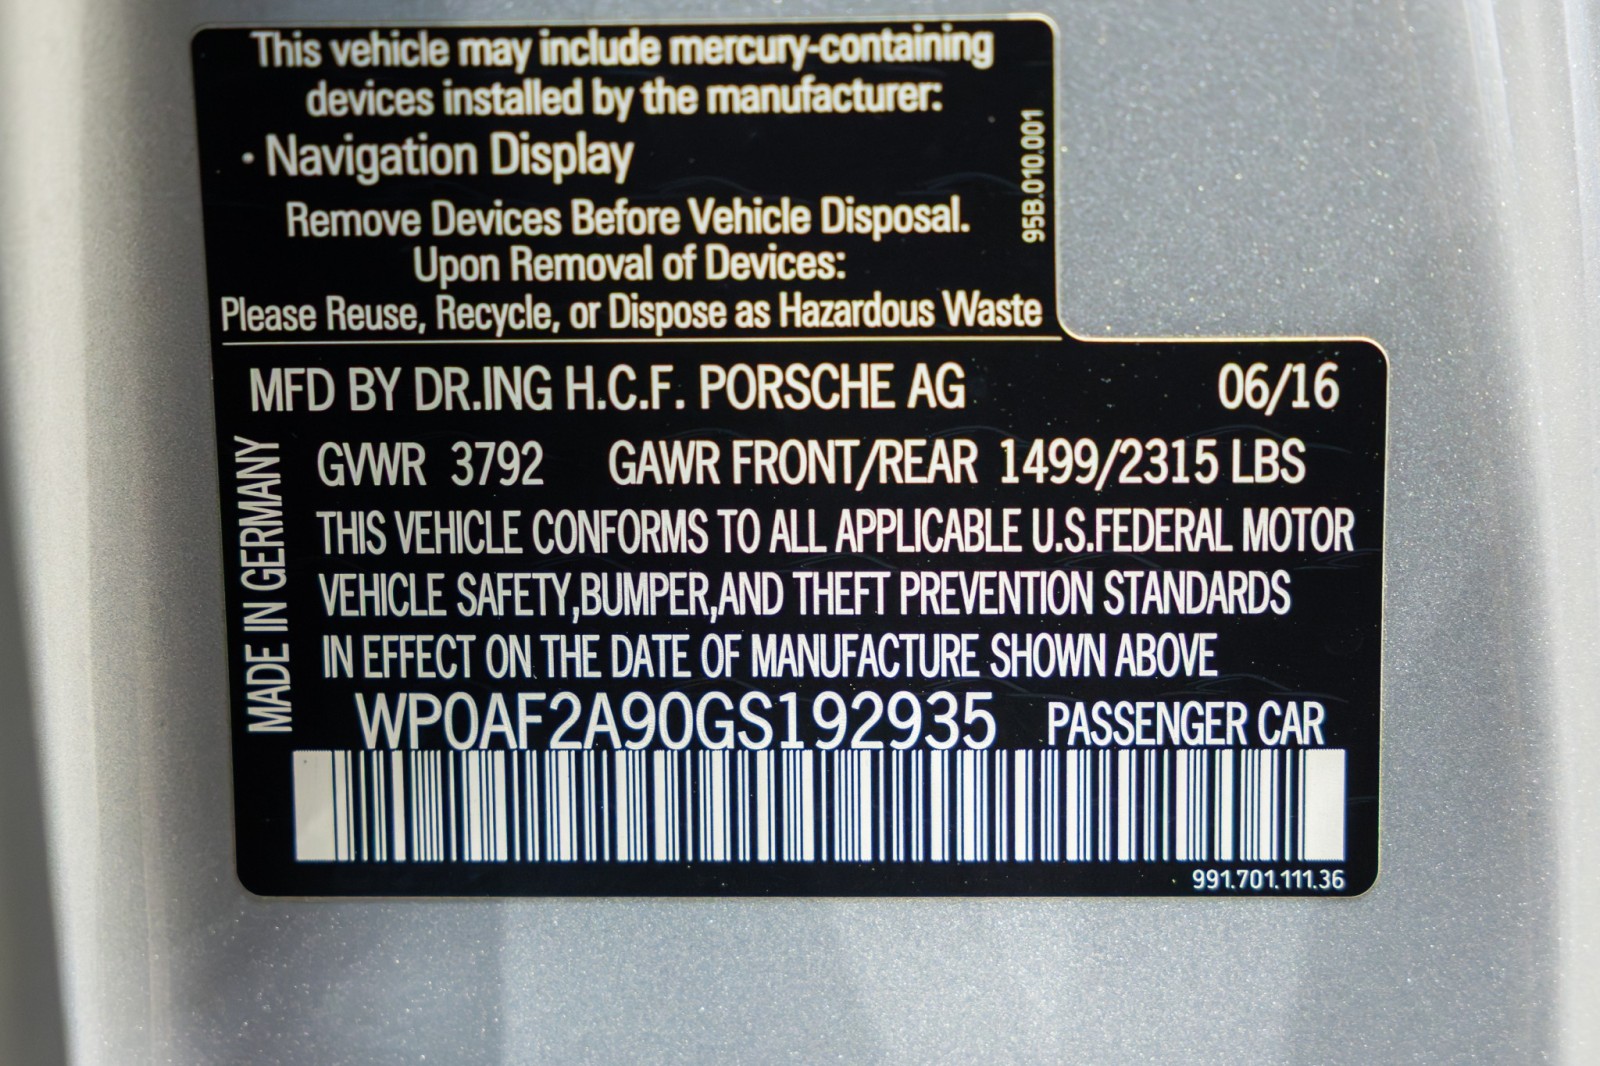 This vehicle may include mercury-containing
devices installed by the manufacturer:
· Navigation Display
Remove Devices Before Vehicle Disposal.
Upon Removal of Devices:
Please Reuse, Recycle, or Dispose as Hazardous Waste
95B.010.001
MFD BY DR.ING H.C.F. PORSCHE AG 06/16
MADE IN GERMANY
GVWR 3792 GAWR FRONT/REAR 1499/2315 LBS
THIS VEHICLE CONFORMS TO ALL APPLICABLE U.S.FEDERAL MOTOR
VEHICLE SAFETY,BUMPER,AND THEFT PREVENTION STANDARDS
IN EFFECT ON THE DATE OF MANUFACTURE SHOWN ABOVE
WP0AF2A90GS192935 PASSENGER CAR
991.701.111.36